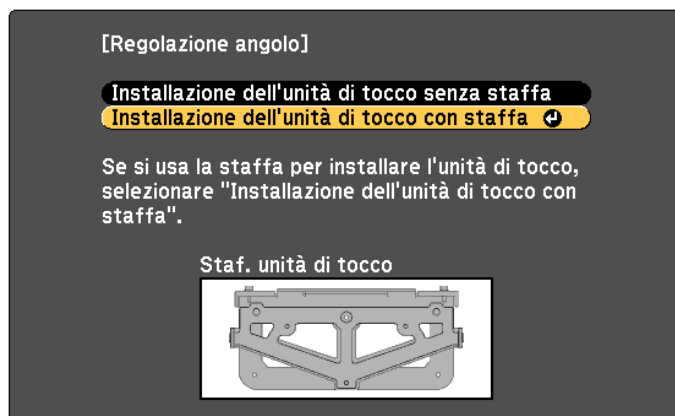 [Regolazione angolo]
Installazione dell'unità di tocco senza staffa
Installazione dell'unità di tocco con staffa
Se si usa la staffa per installare l'unità di tocco,
selezionare "Installazione dell'unità di tocco con
staffa".
Staf. unità di tocco